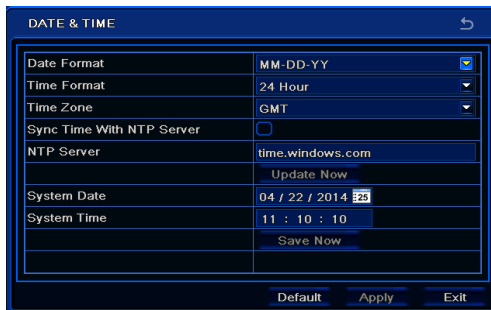 DATE & TIME
Date Format MM-DD-YY
Time Format 24 Hour
Time Zone GMT
Sync Time With NTP Server
NTP Server time.windows.com
Update Now
System Date 04 / 22 / 2014 25
System Time 11 : 10 : 10
Save Now
Default Apply Exit